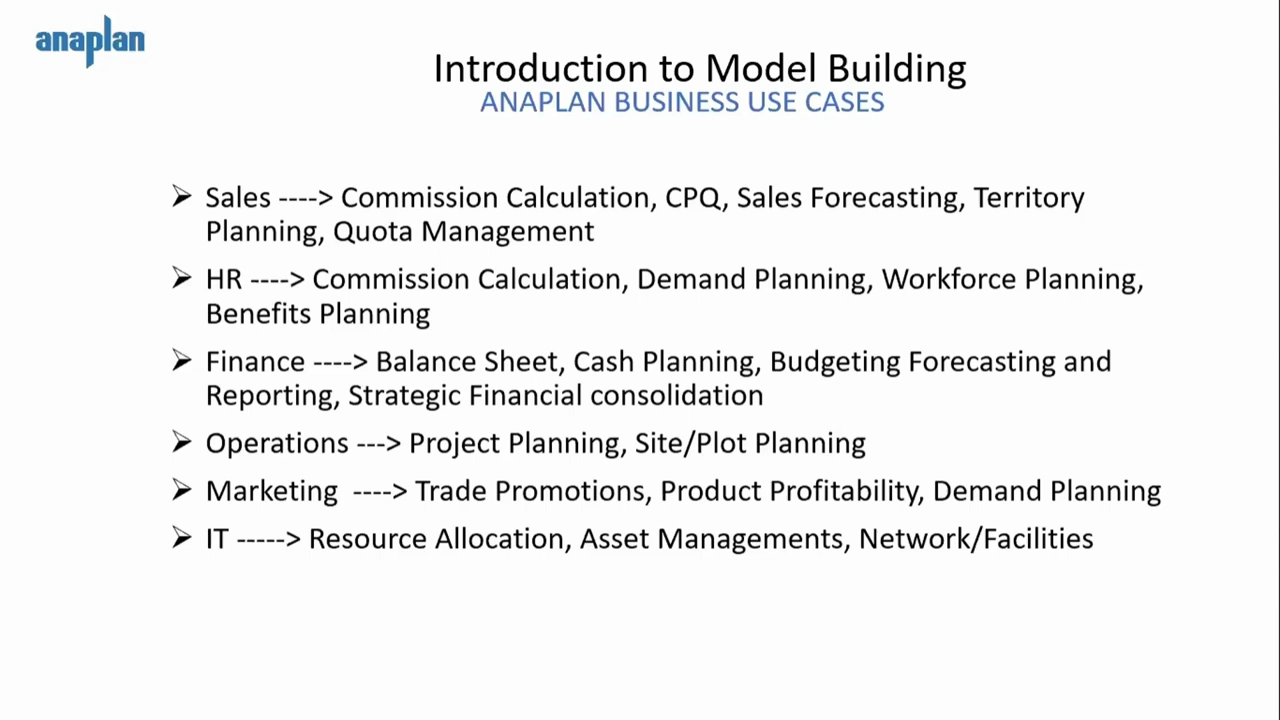 anaplan
Introduction to Model Building
ANAPLAN BUSINESS USE CASES
➢ Sales ----> Commission Calculation, CPQ, Sales Forecasting, Territory
Planning, Quota Management
➢ HR ----> Commission Calculation, Demand Planning, Workforce Planning,
Benefits Planning
➢ Finance ----> Balance Sheet, Cash Planning, Budgeting Forecasting and
Reporting, Strategic Financial consolidation
➢ Operations ---> Project Planning, Site/Plot Planning
➢ Marketing ----> Trade Promotions, Product Profitability, Demand Planning
➢ IT -----> Resource Allocation, Asset Managements, Network/Facilities